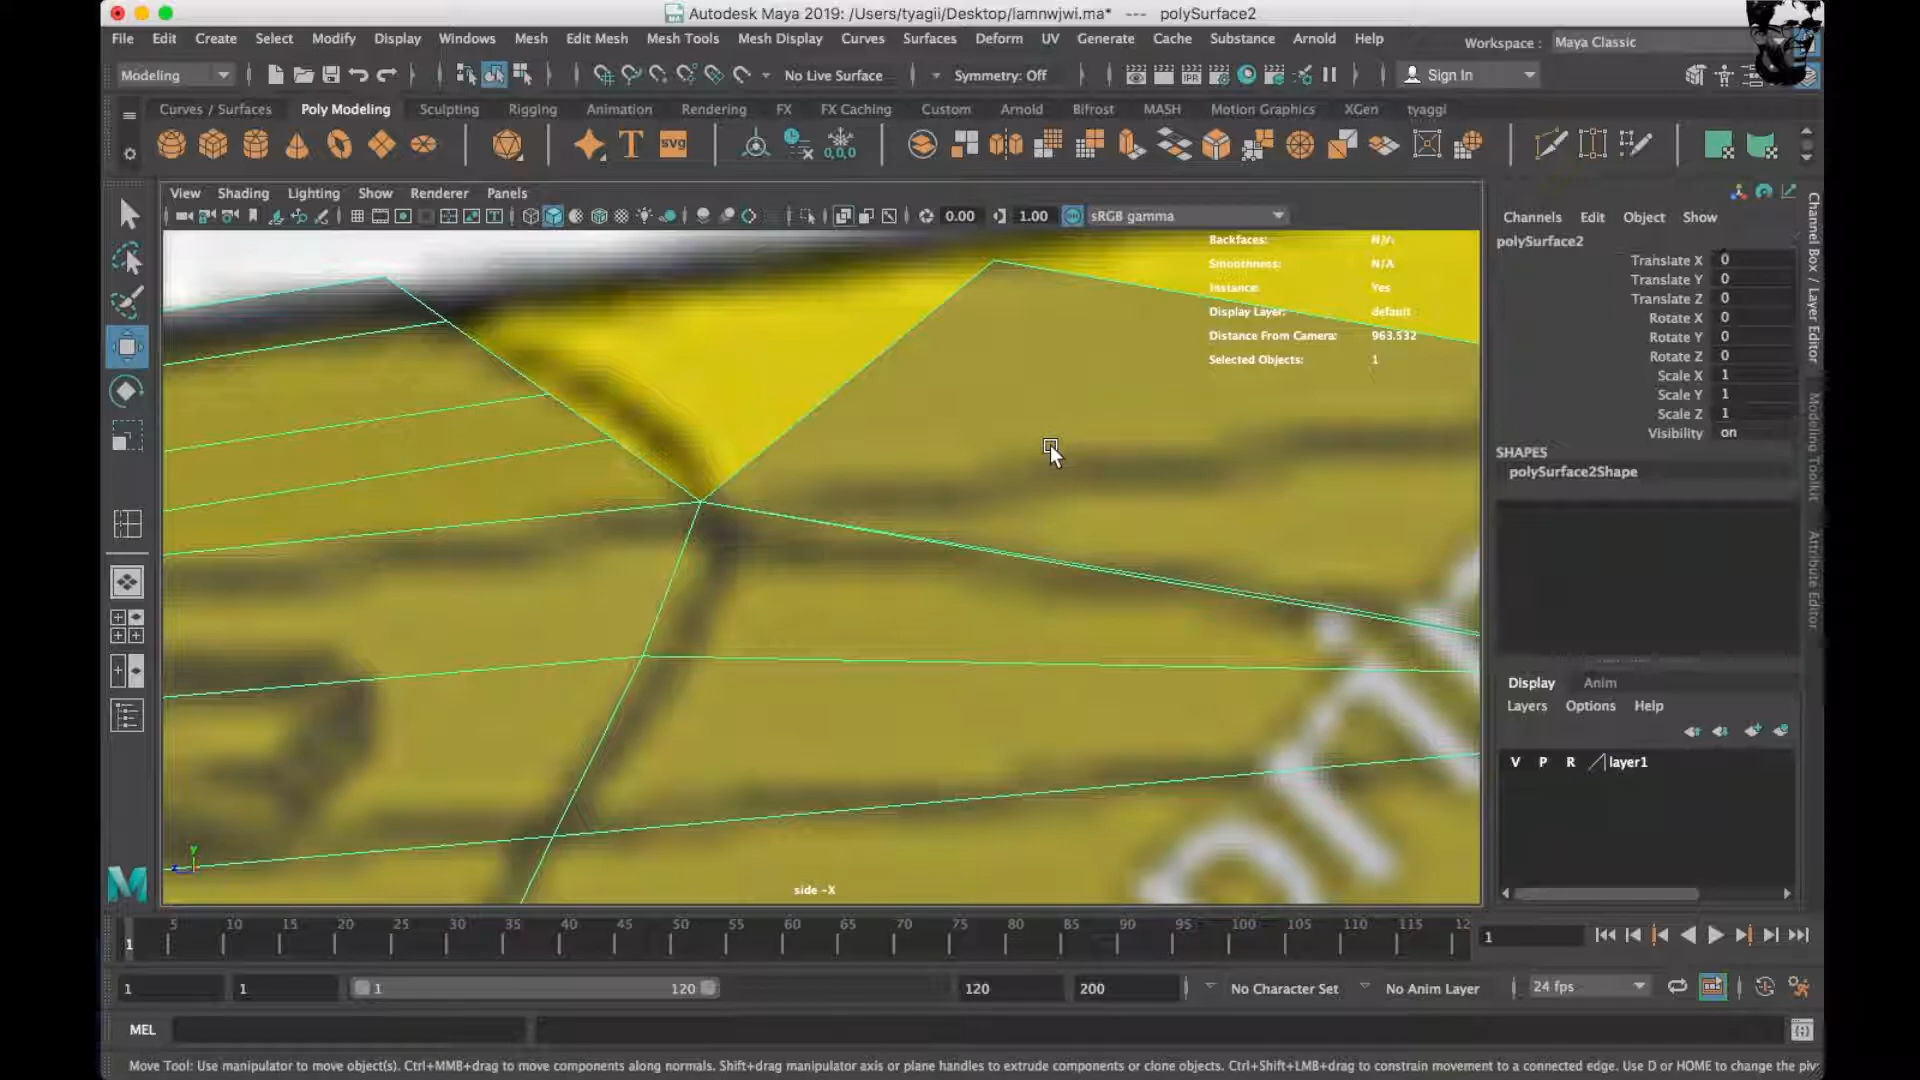 Autodesk Maya 2019: /Users/tyagii/Desktop/lamnwjwi.ma* --- polySurface2
File Edit Create Select Modify Display Windows Mesh Edit Mesh Mesh Tools Mesh Display Curves Surfaces Deform UV Generate Cache Substance Arnold Help Workspace : Maya Classic
Modeling No Live Surface Symmetry: Off IPR Sign In
Curves / Surfaces Poly Modeling Sculpting Rigging Animation Rendering FX FX Caching Custom Arnold Bifrost MASH Motion Graphics XGen tyaggi
T SVG 0,0,0
View Shading Lighting Show Renderer Panels
0.00 1.00 sRGB gamma
Channels Edit Object Show
polySurface2
Translate X 0
Translate Y 0
Translate Z 0
Rotate X 0
Rotate Y 0
Rotate Z 0
Scale X 1
Scale Y 1
Scale Z 1
Visibility on
SHAPES
polySurface2Shape
Channel Box / Layer Editor
Modeling Toolkit
Attribute Editor
Backfaces: N/A
Smoothness: N/A
Instance: Yes
Display Layer: default
Distance From Camera: 963.532
Selected Objects: 1
Display Anim
Layers Options Help
V P R layer1
y
side -X
5 10 15 20 25 30 35 40 45 50 55 60 65 70 75 80 85 90 95 100 105 110 115 12
1 1
1 1 1 120 120 200 No Character Set No Anim Layer 24 fps
MEL
Move Tool: Use manipulator to move object(s). Ctrl+MMB+drag to move components along normals. Shift+drag manipulator axis or plane handles to extrude components or clone objects. Ctrl+Shift+LMB+drag to constrain movement to a connected edge. Use D or HOME to change the piv